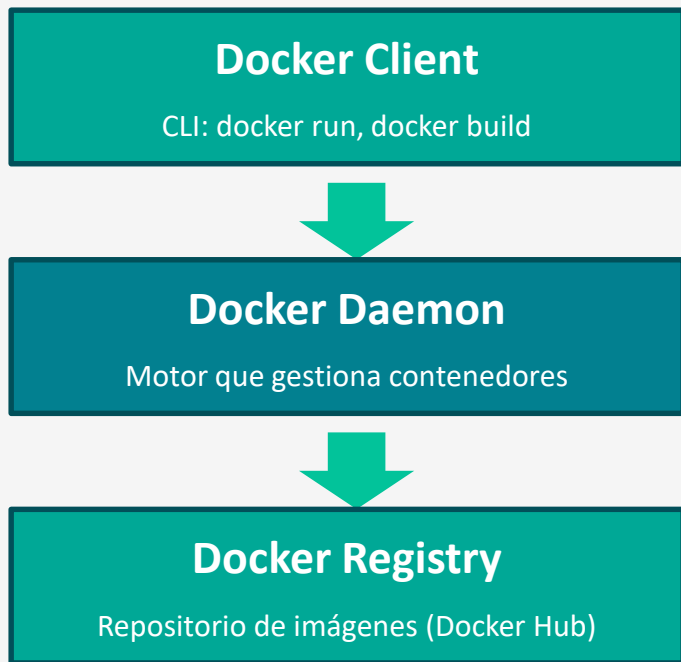 Docker Client
CLI: docker run, docker build
Docker Daemon
Motor que gestiona contenedores
Docker Registry
Repositorio de imágenes (Docker Hub)